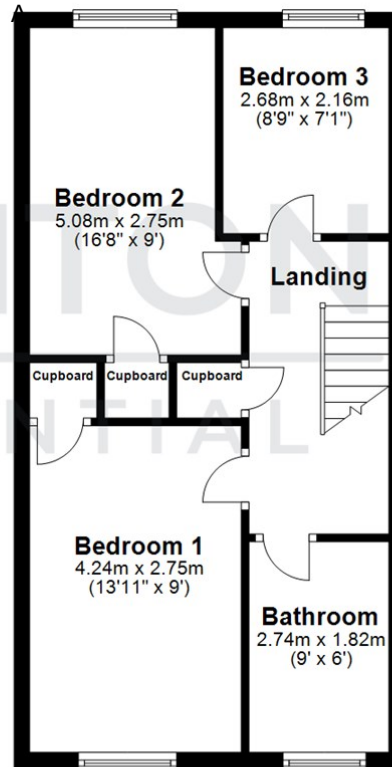 A
Bedroom 3
2.68m x 2.16m
(8'9" x 7'1")
Bedroom 2
5.08m x 2.75m
(16'8" x 9')
Landing
Cupboard
Cupboard
Cupboard
Bedroom 1
4.24m x 2.75m
(13'11" x 9')
Bathroom
2.74m x 1.82m
(9' x 6')